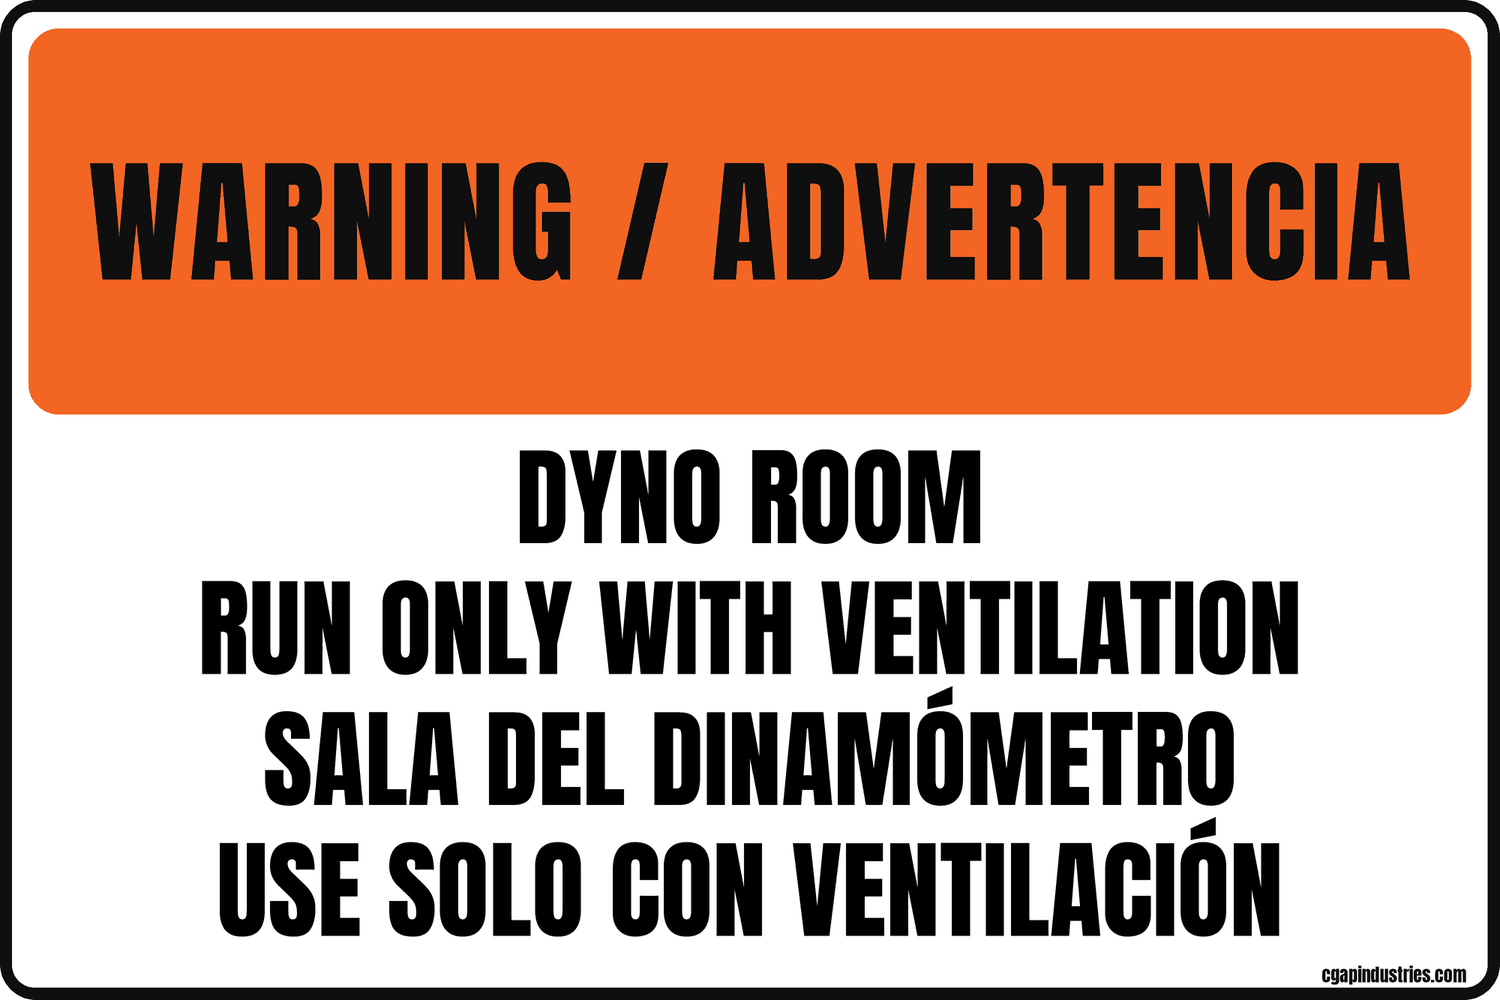 WARNING / ADVERTENCIA
DYNO ROOM
RUN ONLY WITH VENTILATION
SALA DEL DINAMÓMETRO
USE SOLO CON VENTILACIÓN
cgapindustries.com